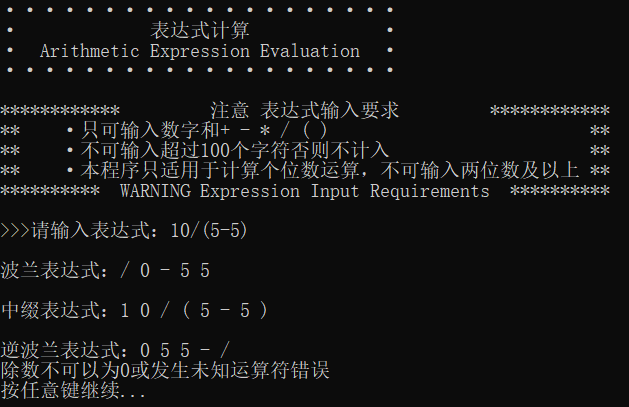 · · · · · · · · · · · · · · · · · · · ·
· 表达式计算 ·
· Arithmetic Expression Evaluation ·
· · · · · · · · · · · · · · · · · · · ·
************ 注意 表达式输入要求 ************
** ·只可输入数字和+ - * / ( ) **
** ·不可输入超过100个字符否则不计入 **
** ·本程序只适用于计算个位数运算，不可输入两位数及以上 **
********** WARNING Expression Input Requirements **********
>>>请输入表达式：10/(5-5)
波兰表达式：/ 0 - 5 5
中缀表达式：1 0 / ( 5 - 5 )
逆波兰表达式：0 5 5 - /
除数不可以为0或发生未知运算符错误
按任意键继续...